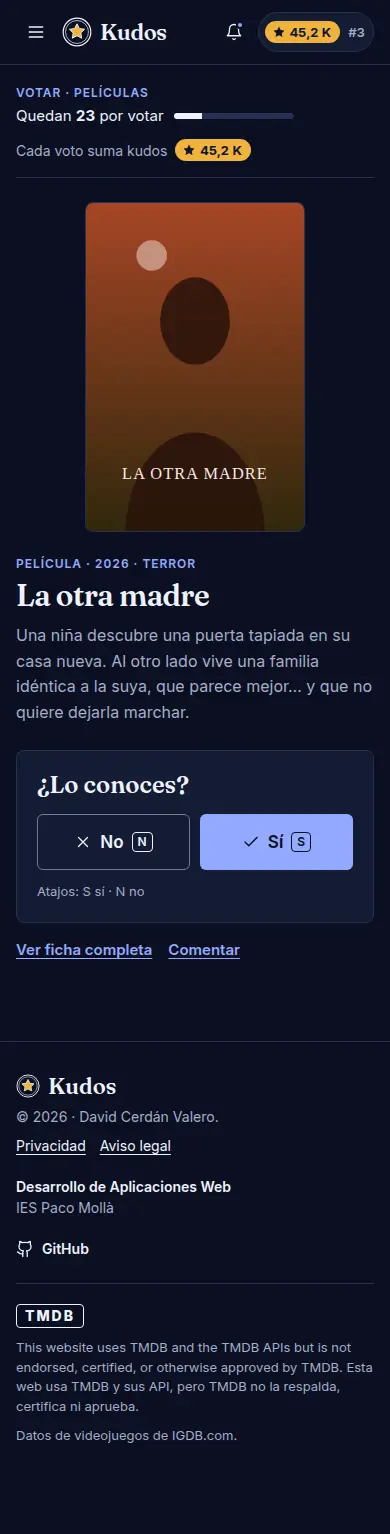 Kudos
45,2 K #3
VOTAR · PELÍCULAS
Quedan 23 por votar
Cada voto suma kudos 45,2 K
LA OTRA MADRE
PELÍCULA · 2026 · TERROR
La otra madre
Una niña descubre una puerta tapiada en su
casa nueva. Al otro lado vive una familia
idéntica a la suya, que parece mejor... y que no
quiere dejarla marchar.
¿Lo conoces?
No N
Sí S
Atajos: S sí · N no
Ver ficha completa Comentar
Kudos
© 2026 · David Cerdán Valero.
Privacidad Aviso legal
Desarrollo de Aplicaciones Web
IES Paco Mollà
GitHub
TMDB
This website uses TMDB and the TMDB APIs but is not
endorsed, certified, or otherwise approved by TMDB. Esta
web usa TMDB y sus API, pero TMDB no la respalda,
certifica ni aprueba.
Datos de videojuegos de IGDB.com.